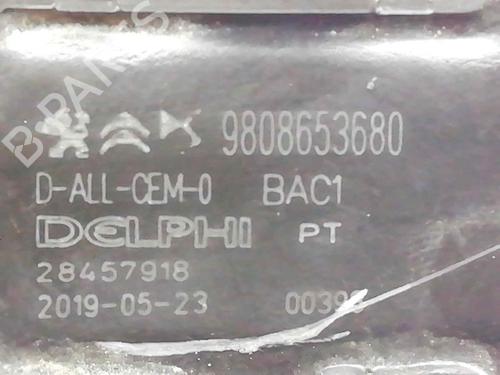 B-PARTS
9808653680
D-ALL-CEM-0 BAC1
DELPHI PT
28457918
2019-05-23